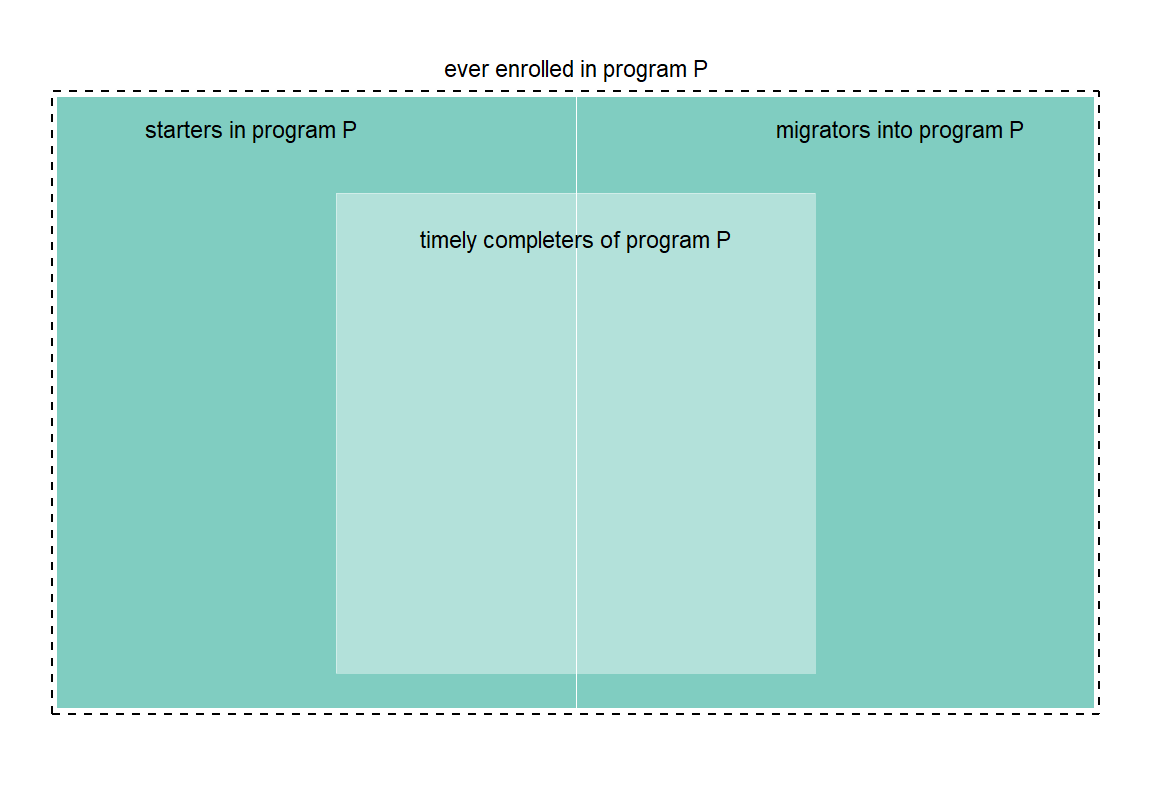 ever enrolled in program P
starters in program P
migrators into program P
timely completers of program P